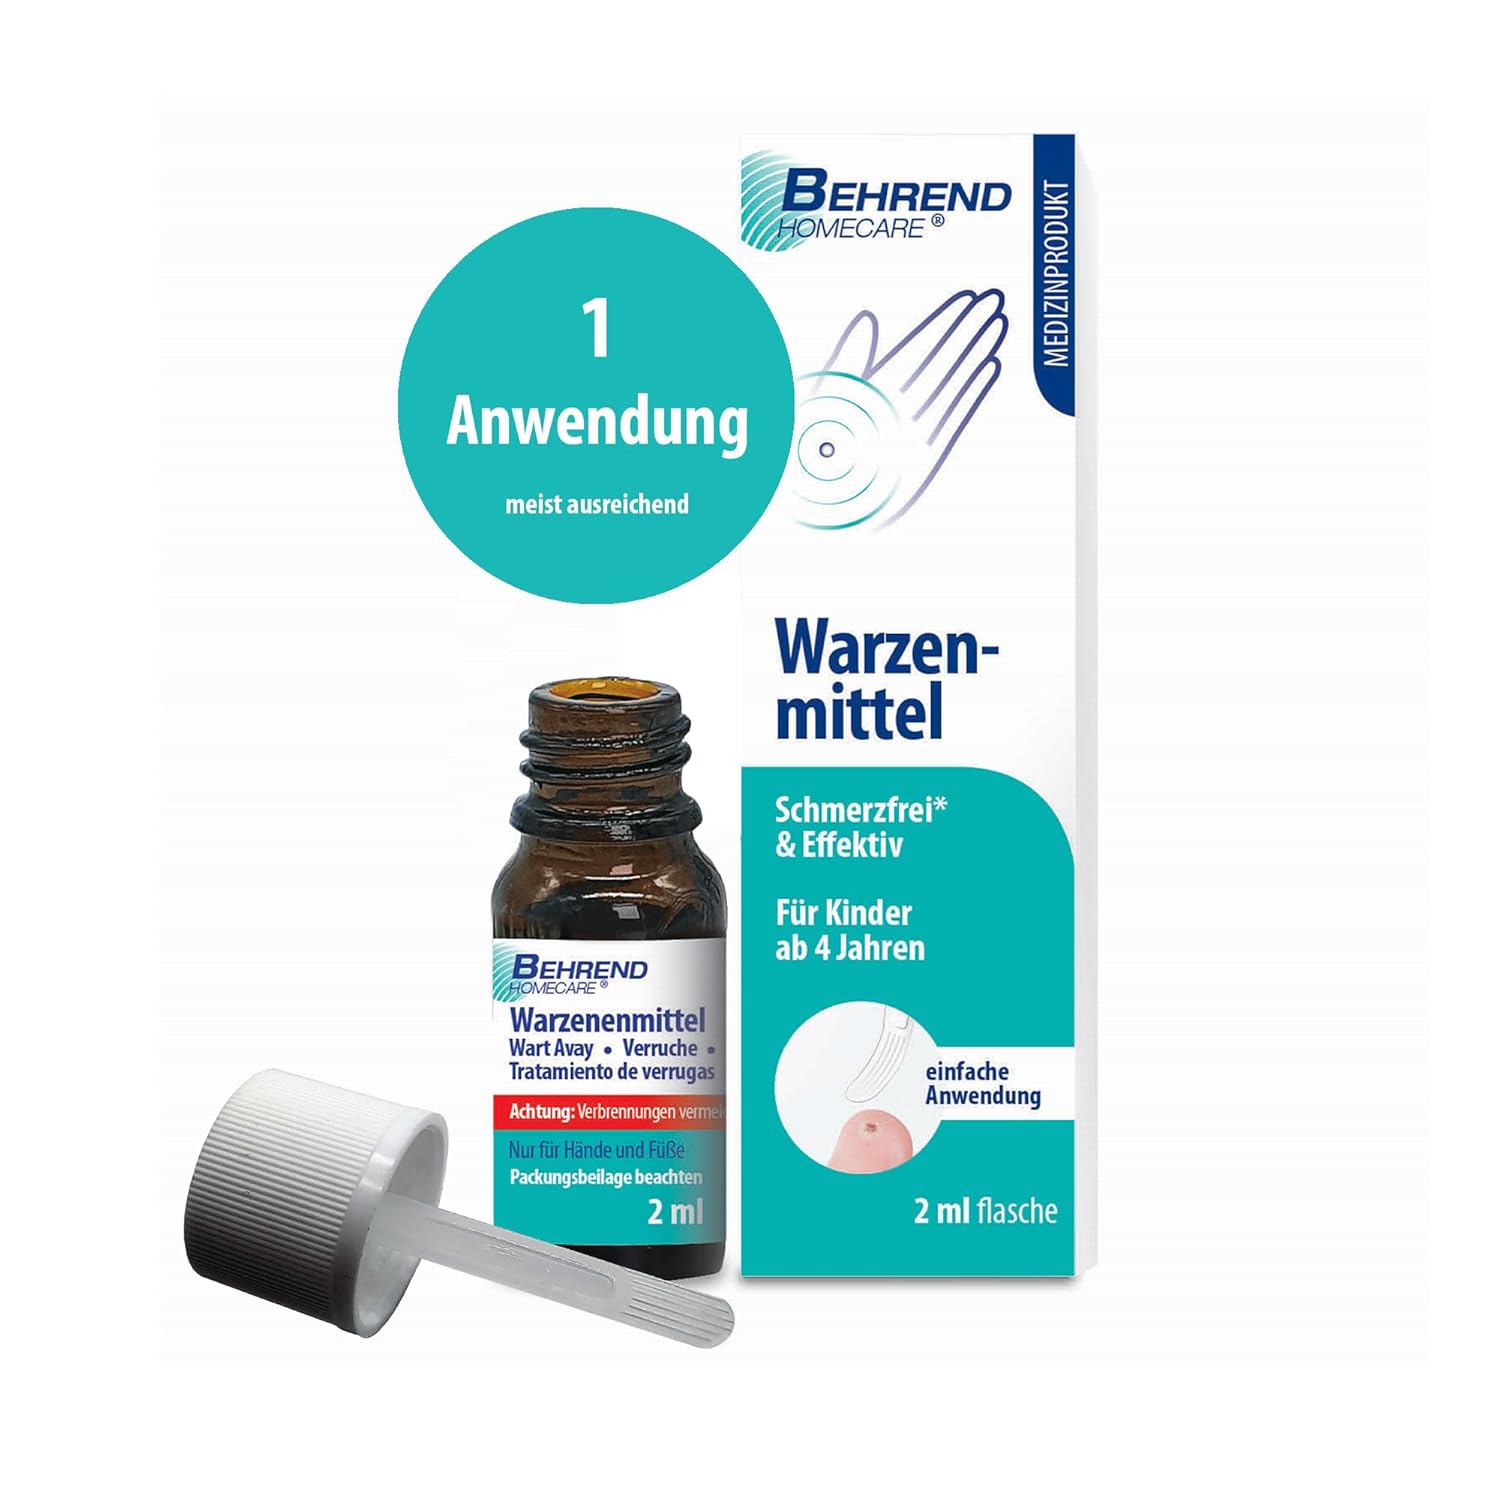 1
Anwendung
meist ausreichend
BEHREND
HOMECARE®
MEDIZINPRODUKT
Warzen-
mittel
Schmerzfrei*
& Effektiv
Für Kinder
ab 4 Jahren
einfache
Anwendung
2 ml flasche
BEHREND
HOMECARE®
Warzenenmittel
Wart Avay • Verruche •
Tratamiento de verrugas
Achtung: Verbrennungen
Nur für Hände und Füße
Packungsbeilage beachten
2 ml